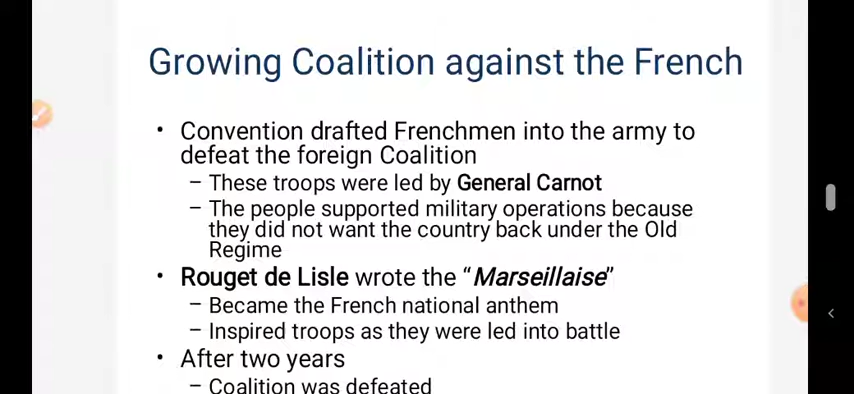 Growing Coalition against the French
• Convention drafted Frenchmen into the army to
defeat the foreign Coalition
– These troops were led by General Carnot
– The people supported military operations because
they did not want the country back under the Old
Regime
• Rouget de Lisle wrote the “Marseillaise”
– Became the French national anthem
– Inspired troops as they were led into battle
• After two years
– Coalition was defeated